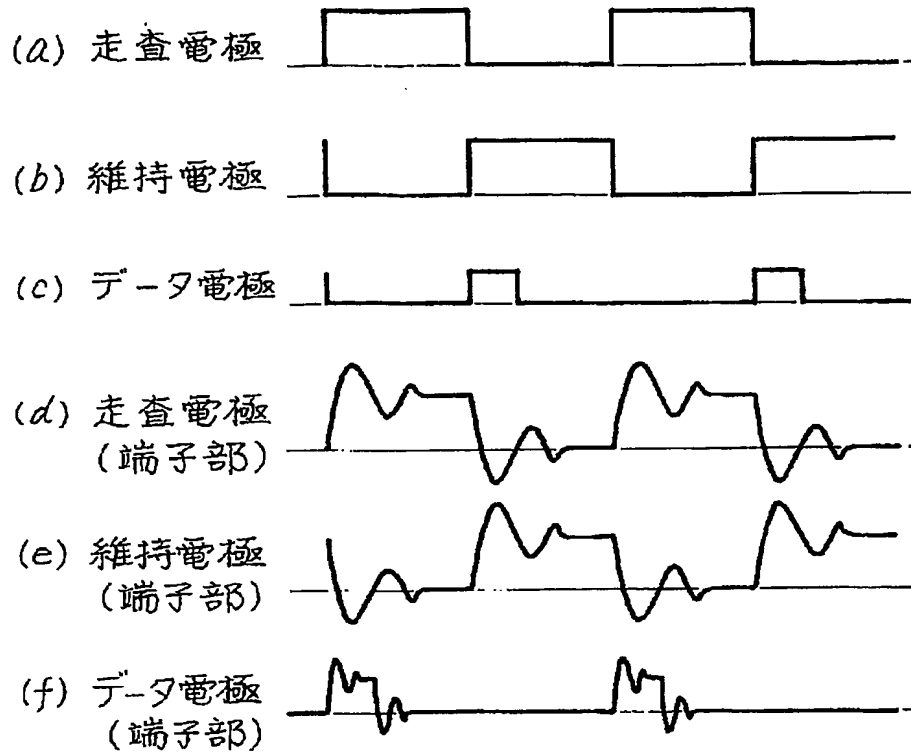 (a) 走査電極
(b) 維持電極
(c) データ電極
(d) 走査電極
(端子部)
(e) 維持電極
(端子部)
(f) データ電極
(端子部)